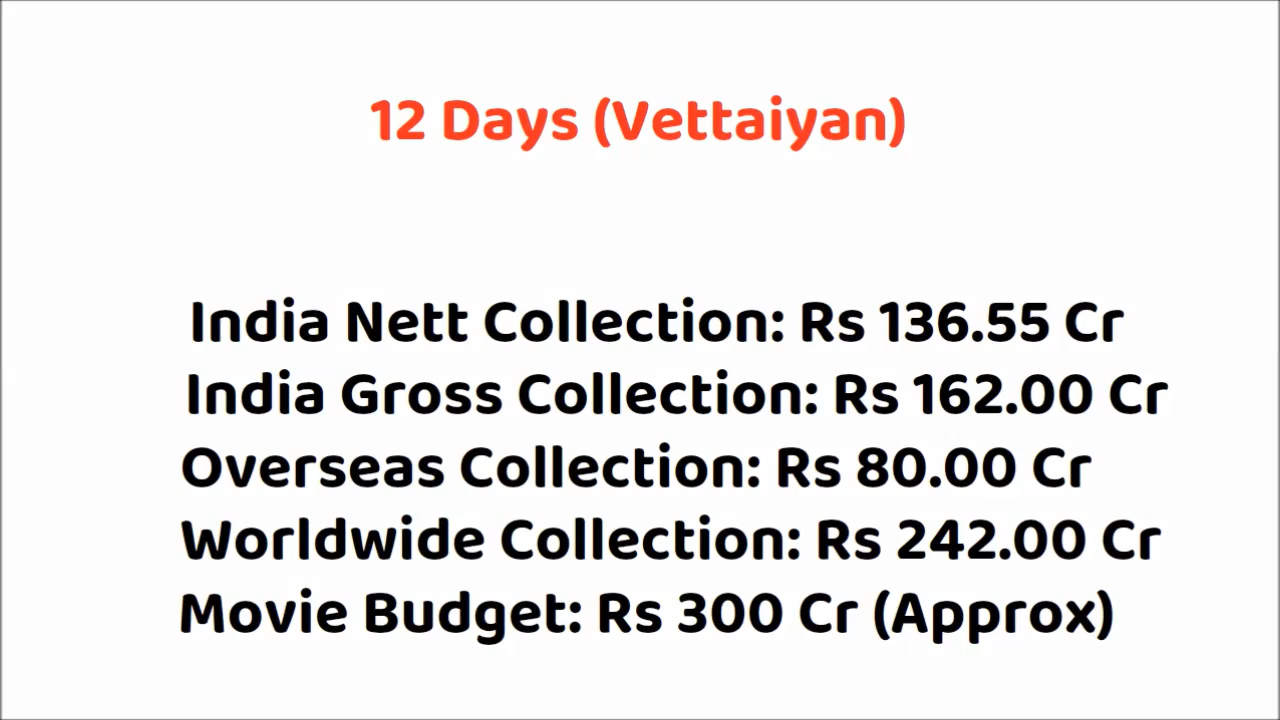 12 Days (Vettaiyan)
India Nett Collection: Rs 136.55 Cr
India Gross Collection: Rs 162.00 Cr
Overseas Collection: Rs 80.00 Cr
Worldwide Collection: Rs 242.00 Cr
Movie Budget: Rs 300 Cr (Approx)